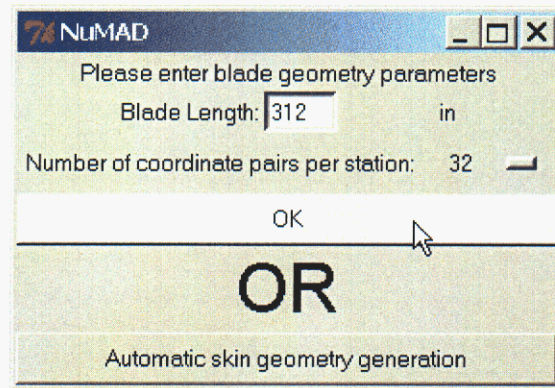 NuMAD
Please enter blade geometry parameters
Blade Length: 312 in
Number of coordinate pairs per station: 32
OK
OR
Automatic skin geometry generation